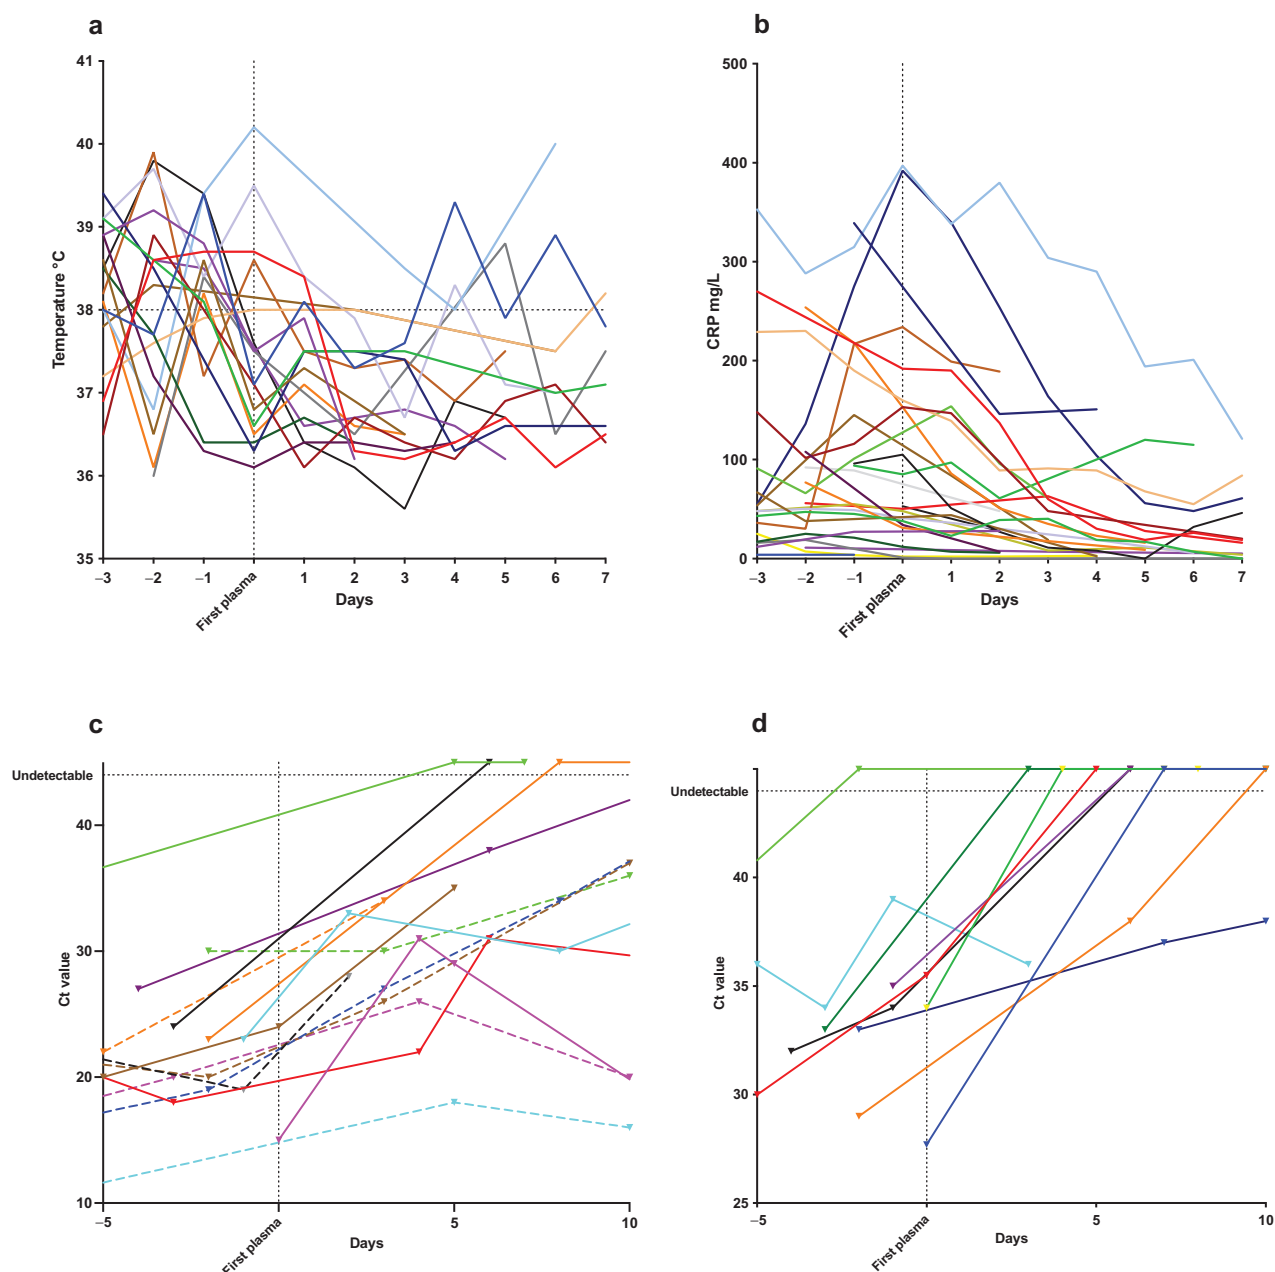 a
41
40
39
38
37
36
35
Temperature °C
−3
−2
−1
First plasma
1
2
3
4
5
6
7
Days
b
500
400
300
200
100
0
CRP mg/L
−3
−2
−1
First plasma
1
2
3
4
5
6
7
Days
c
Undetectable
40
30
20
10
Ct value
−5
First plasma
5
10
Days
d
Undetectable
40
35
30
25
Ct value
−5
First plasma
5
10
Days